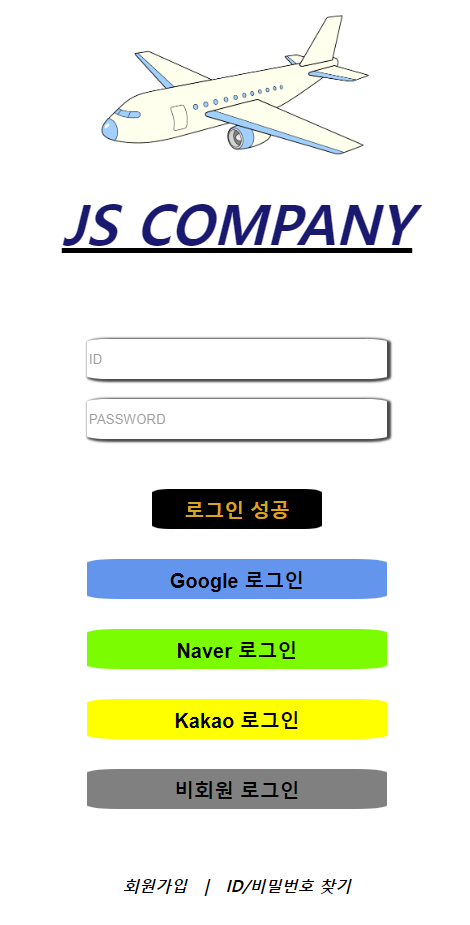 JS COMPANY
ID
PASSWORD
로그인 성공
Google 로그인
Naver 로그인
Kakao 로그인
비회원 로그인
회원가입 | ID/비밀번호 찾기